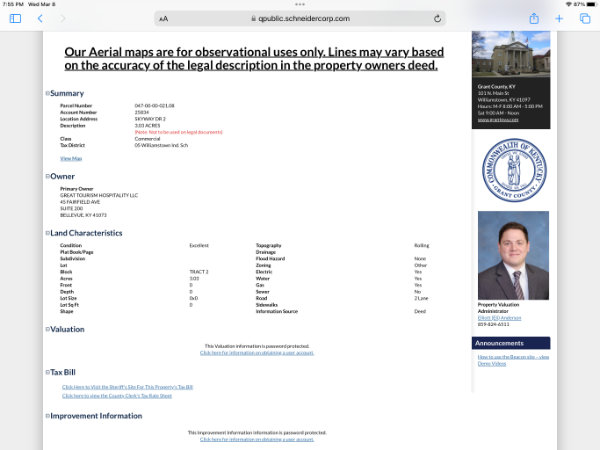 7:55 PM Wed Mar 8
87%
AA
qpublic.schneidercorp.com
Our Aerial maps are for observational uses only. Lines may vary based
on the accuracy of the legal description in the property owners deed.
Summary
Parcel Number 047-00-00-021.08
Account Number 25034
Location Address SKYWAY DR 2
Description 3.01 ACRES
(Note: Not to be used on legal documents)
Class Commercial
Tax District 05 Williamstown Ind. Sch
View Map
Owner
Primary Owner
GREAT TOURISM HOSPITALITY LLC
45 FAIRFIELD AVE
SUITE 200
BELLEVUE, KY 41073
Land Characteristics
Condition Excellent Topography Rolling
Plat Book/Page Drainage
Subdivision Flood Hazard None
Lot Zoning Other
Block TRACT 2 Electric Yes
Acres 3.01 Water Yes
Front 0 Gas Yes
Depth 0 Sewer No
Lot Size 0x0 Road 2 Lane
Lot Sq Ft 0 Sidewalks
Shape Information Source Deed
Valuation
This Valuation information is password protected.
Click here for information on obtaining a user account.
Tax Bill
Click Here to Visit the Sheriff's Site For This Property's Tax Bill
Click here to view the County Clerk's Tax Rate Sheet
Improvement Information
This Improvement Information information is password protected.
Click here for information on obtaining a user account.
Grant County, KY
101 N. Main St
Williamstown, KY 41097
Hours: M-F 8:00 AM - 5:00 PM
Sat 9:00 AM - Noon
COMMONWEALTH OF KENTUCKY
GRANT COUNTY
Property Valuation
Administrator
Elliott (Eli) Anderson
859-824-6511
Announcements
How to use the Beacon site - view
Demo Videos